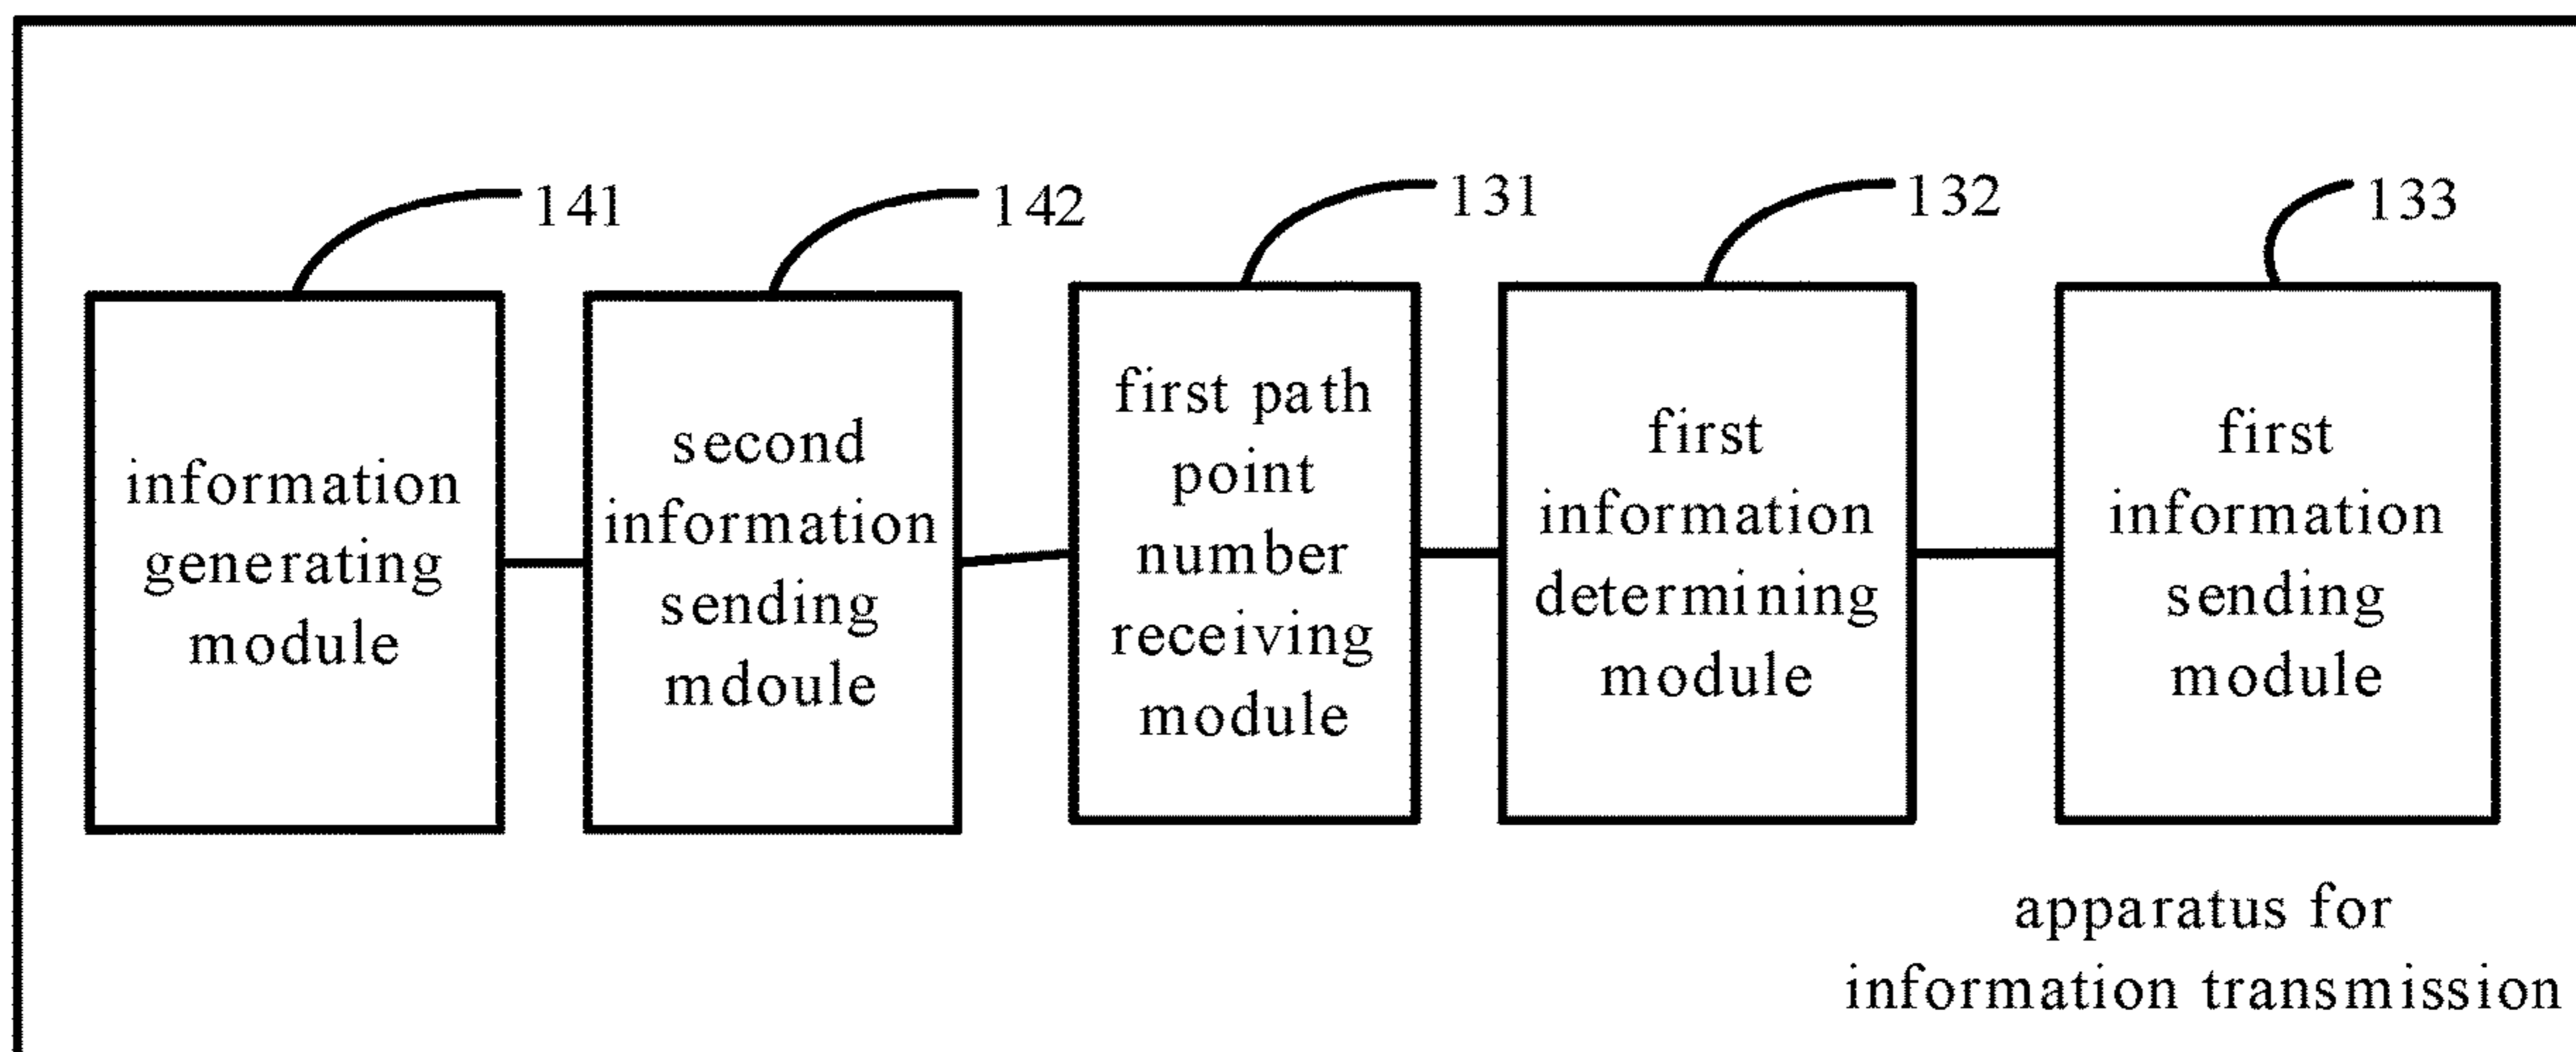 141
142
131
132
133
information
generating
module
second
information
sending
mdoule
first path
point
number
receiving
module
first
information
determining
module
first
information
sending
module
apparatus for
information transmission